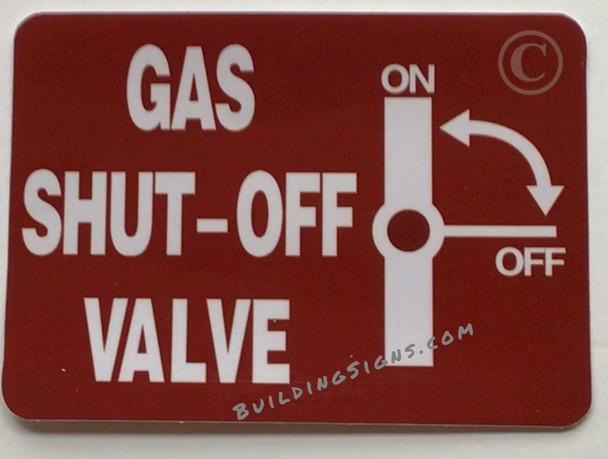 GAS
SHUT-OFF
VALVE
ON
OFF
BUILDINGSIGNS.COM
©